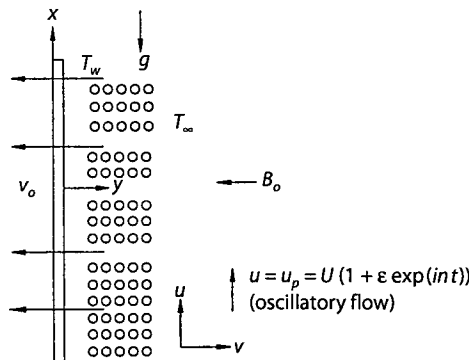 x
g
T_w
T_∞
v_o
y
B_o
u = u_p = U (1 + ε exp(int))
(oscillatory flow)
u
v